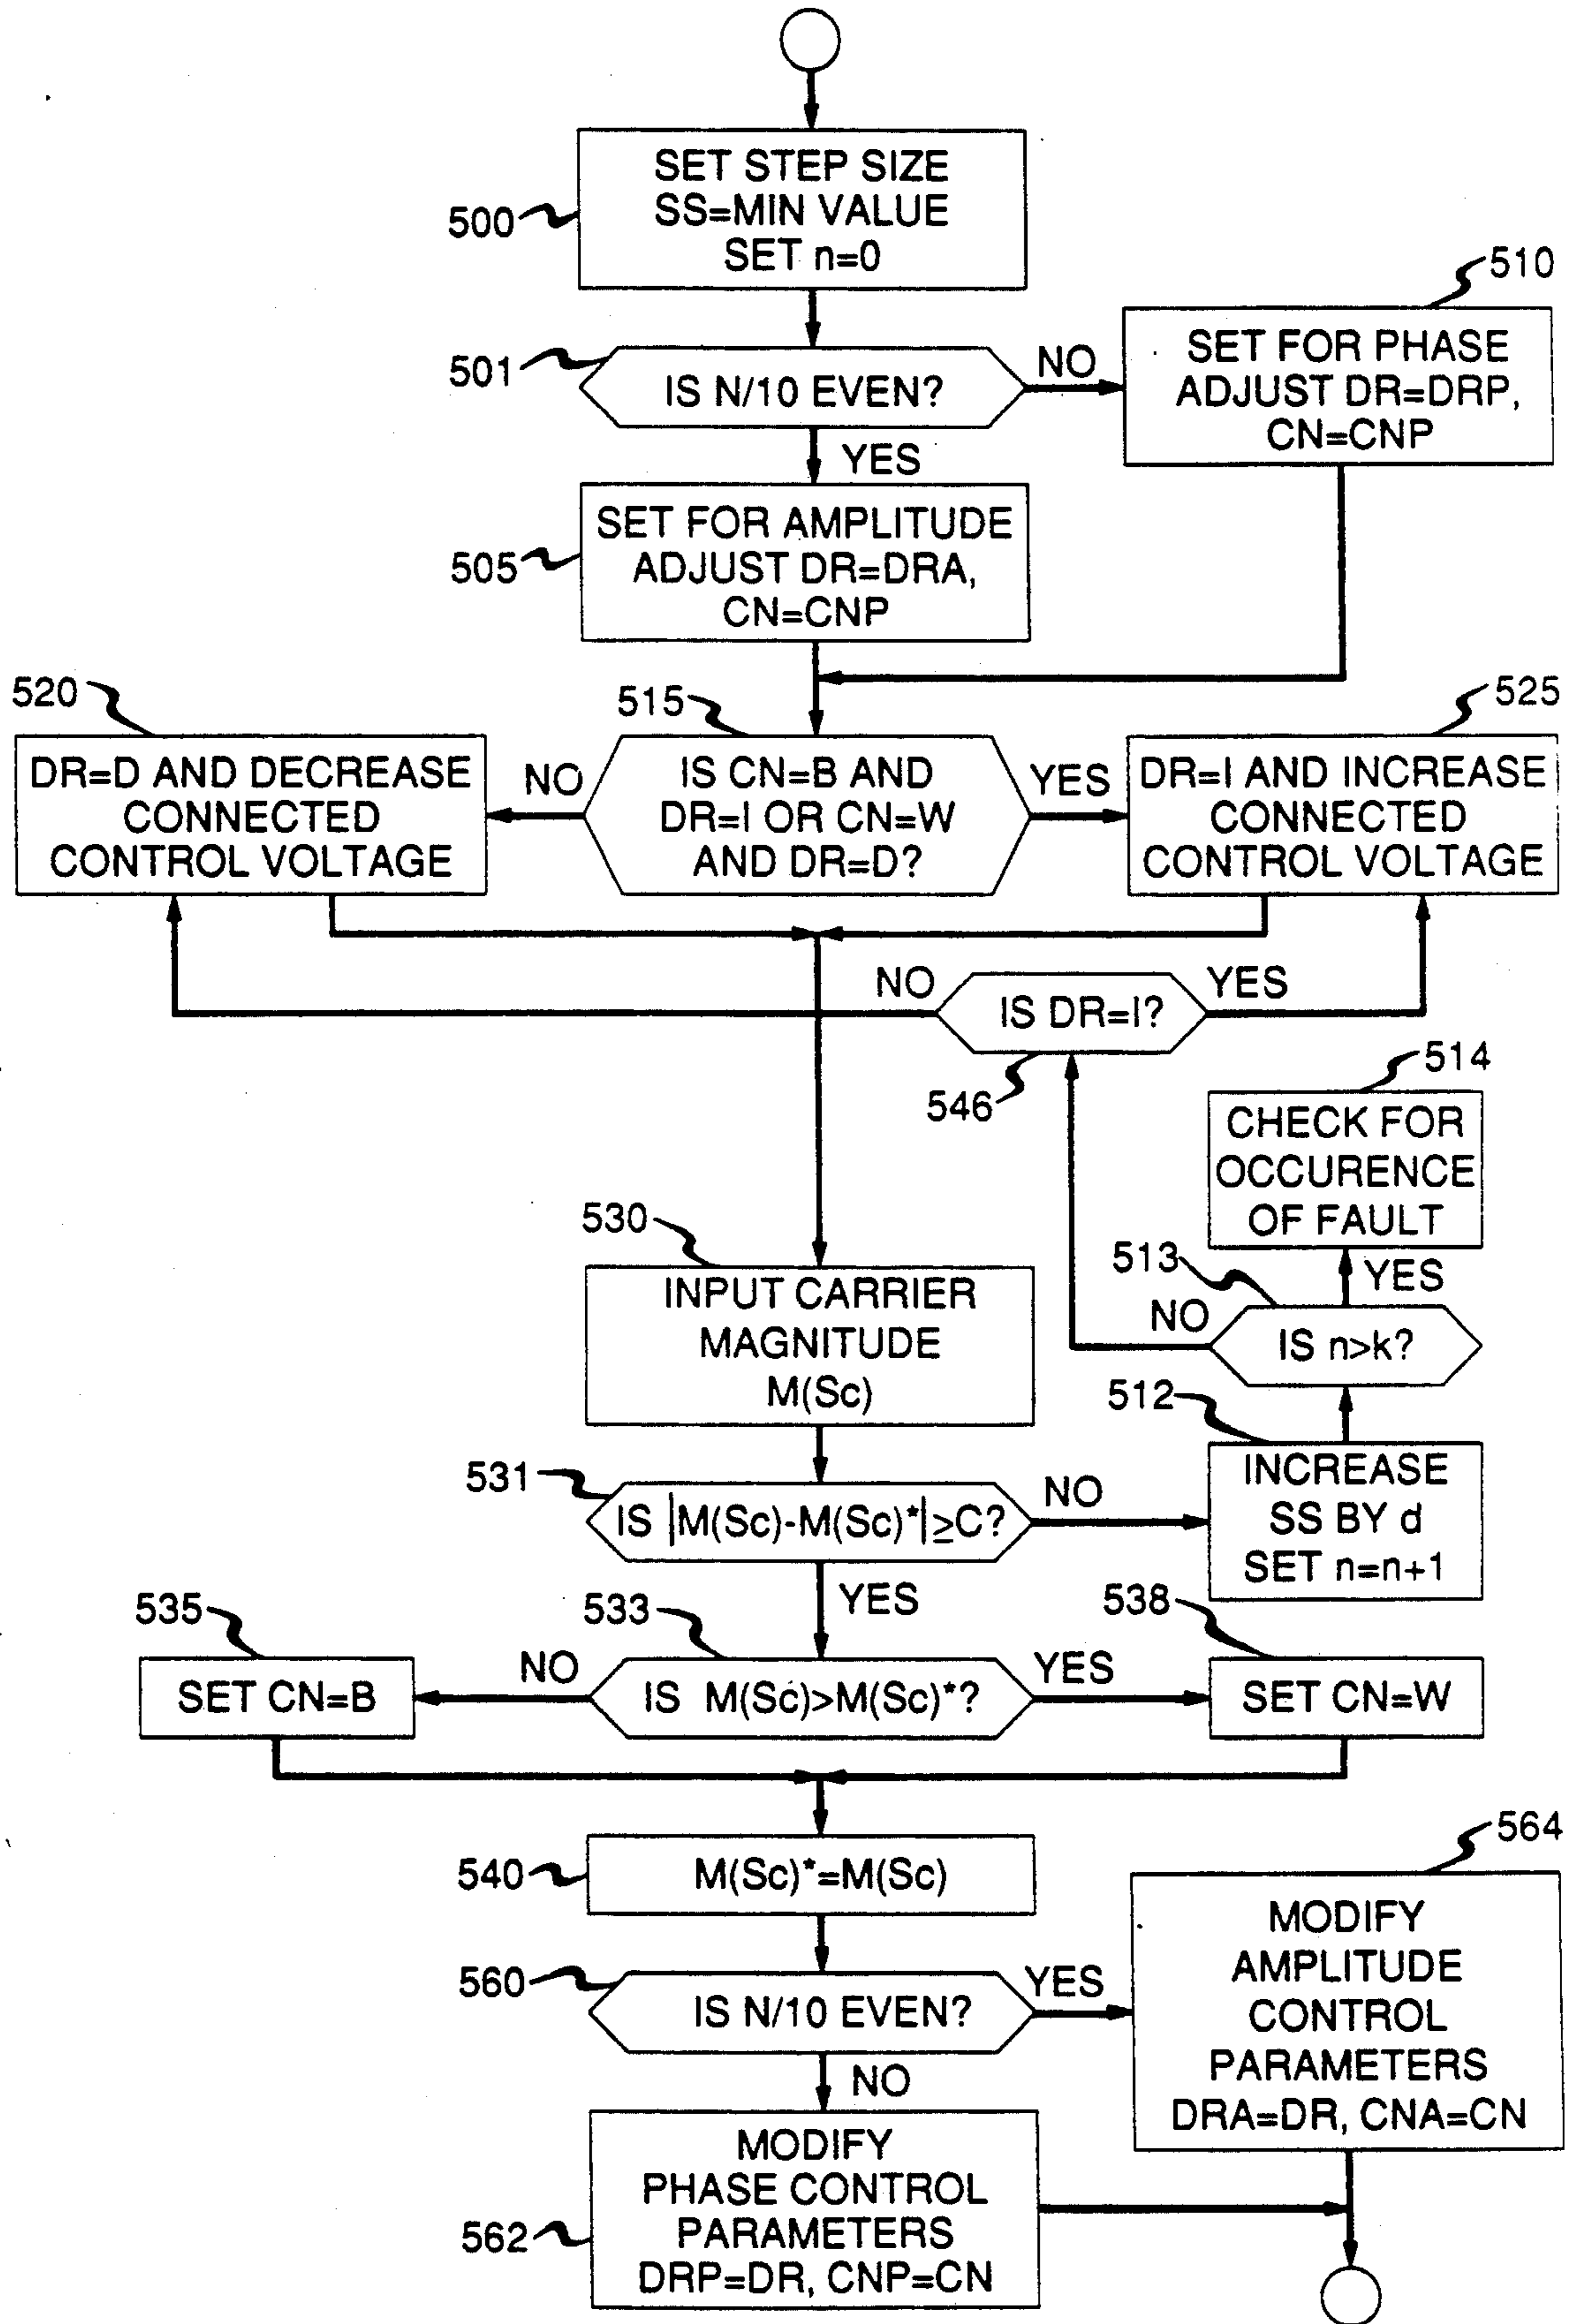 SET STEP SIZE
SS=MIN VALUE
SET n=0
500
510
501
IS N/10 EVEN?
NO
SET FOR PHASE
ADJUST DR=DRP,
CN=CNP
YES
505
SET FOR AMPLITUDE
ADJUST DR=DRA,
CN=CNP
520
515
525
DR=D AND DECREASE
CONNECTED
CONTROL VOLTAGE
NO
IS CN=B AND
DR=I OR CN=W
AND DR=D?
YES
DR=I AND INCREASE
CONNECTED
CONTROL VOLTAGE
NO
IS DR=I?
YES
546
514
CHECK FOR
OCCURENCE
OF FAULT
530
INPUT CARRIER
MAGNITUDE
M(Sc)
513
YES
NO
IS n>k?
512
531
IS |M(Sc)-M(Sc)*|≥C?
NO
INCREASE
SS BY d
SET n=n+1
YES
535
533
538
SET CN=B
NO
IS M(Sc)>M(Sc)*?
YES
SET CN=W
540
M(Sc)*=M(Sc)
564
560
IS N/10 EVEN?
YES
MODIFY
AMPLITUDE
CONTROL
PARAMETERS
DRA=DR, CNA=CN
NO
562
MODIFY
PHASE CONTROL
PARAMETERS
DRP=DR, CNP=CN